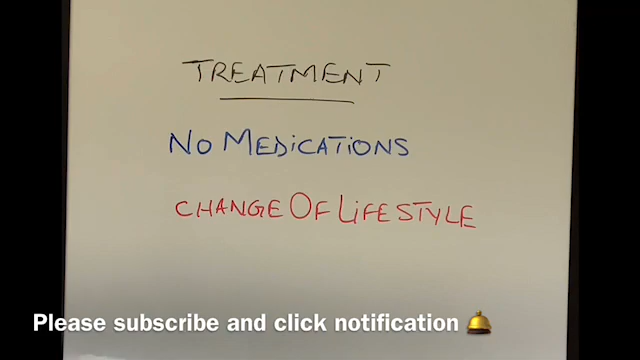 TREATMENT
NO MEDICATIONS
CHANGE OF LIFESTYLE
Please subscribe and click notification 🔔